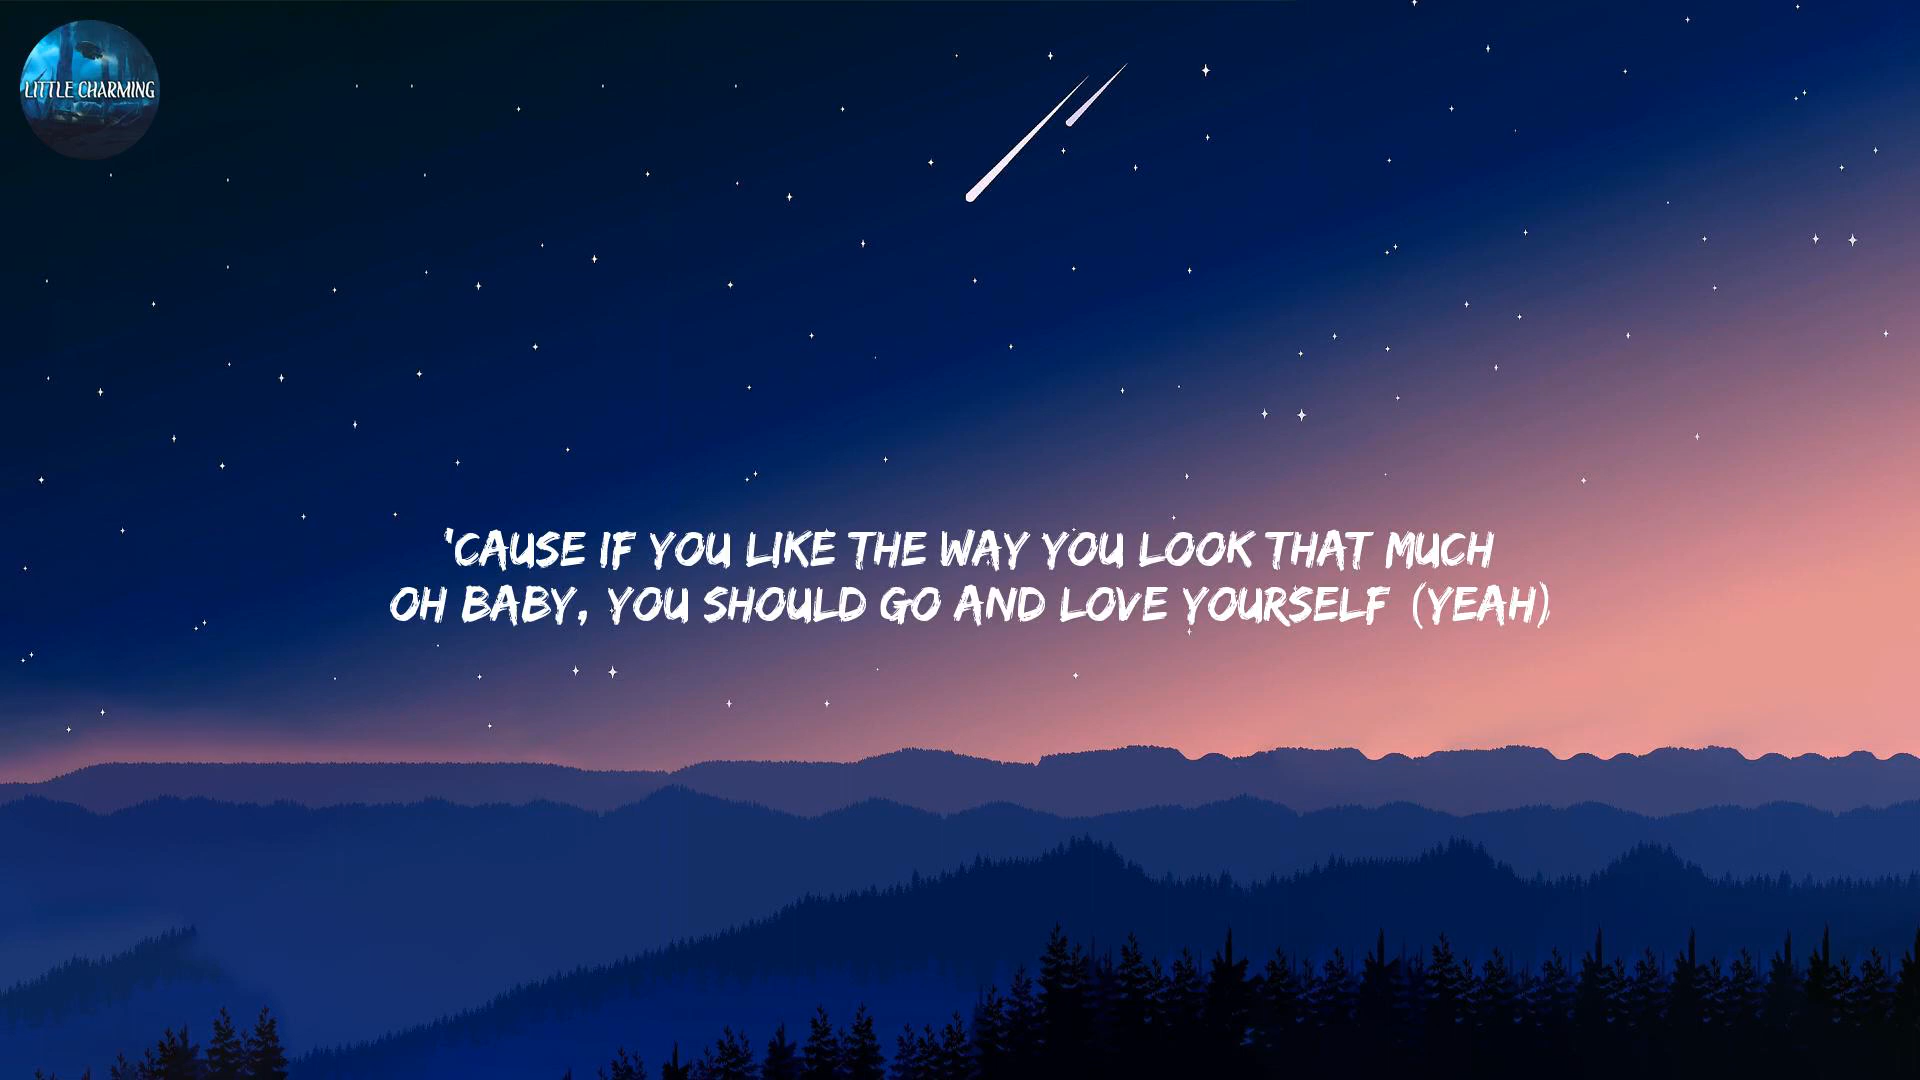 LITTLE CHARMING
'CAUSE IF YOU LIKE THE WAY YOU LOOK THAT MUCH
OH BABY, YOU SHOULD GO AND LOVE YOURSELF (YEAH)